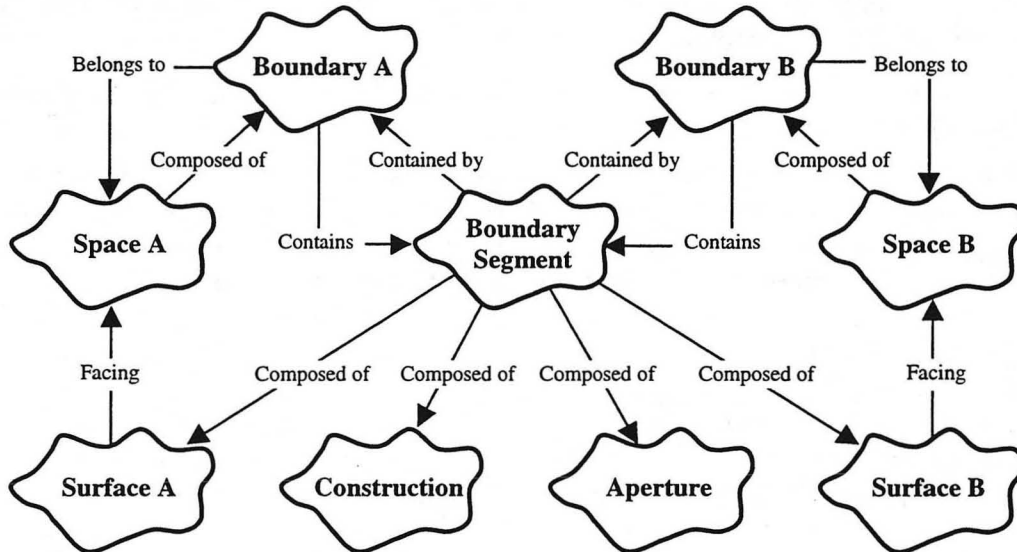 Belongs to
Boundary A
Boundary B
Belongs to
Composed of
Contained by
Contained by
Composed of
Space A
Contains
Boundary
Segment
Contains
Space B
Facing
Composed of
Composed of
Composed of
Composed of
Facing
Surface A
Construction
Aperture
Surface B